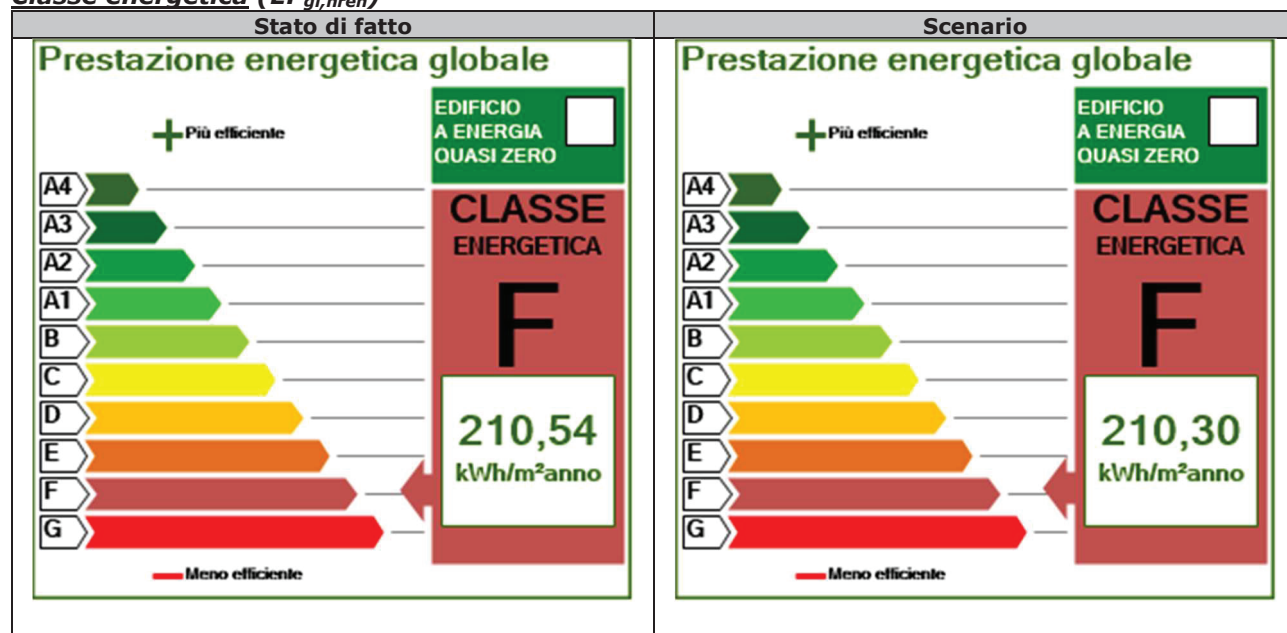 Classe energetica (EP gl,nren)
Stato di fatto
Prestazione energetica globale
Più efficiente
EDIFICIO
A ENERGIA
QUASI ZERO
A4
A3
A2
A1
B
C
D
E
F
G
CLASSE
ENERGETICA
F
210,54
kWh/m²anno
Meno efficiente
Scenario
Prestazione energetica globale
Più efficiente
EDIFICIO
A ENERGIA
QUASI ZERO
A4
A3
A2
A1
B
C
D
E
F
G
CLASSE
ENERGETICA
F
210,30
kWh/m²anno
Meno efficiente